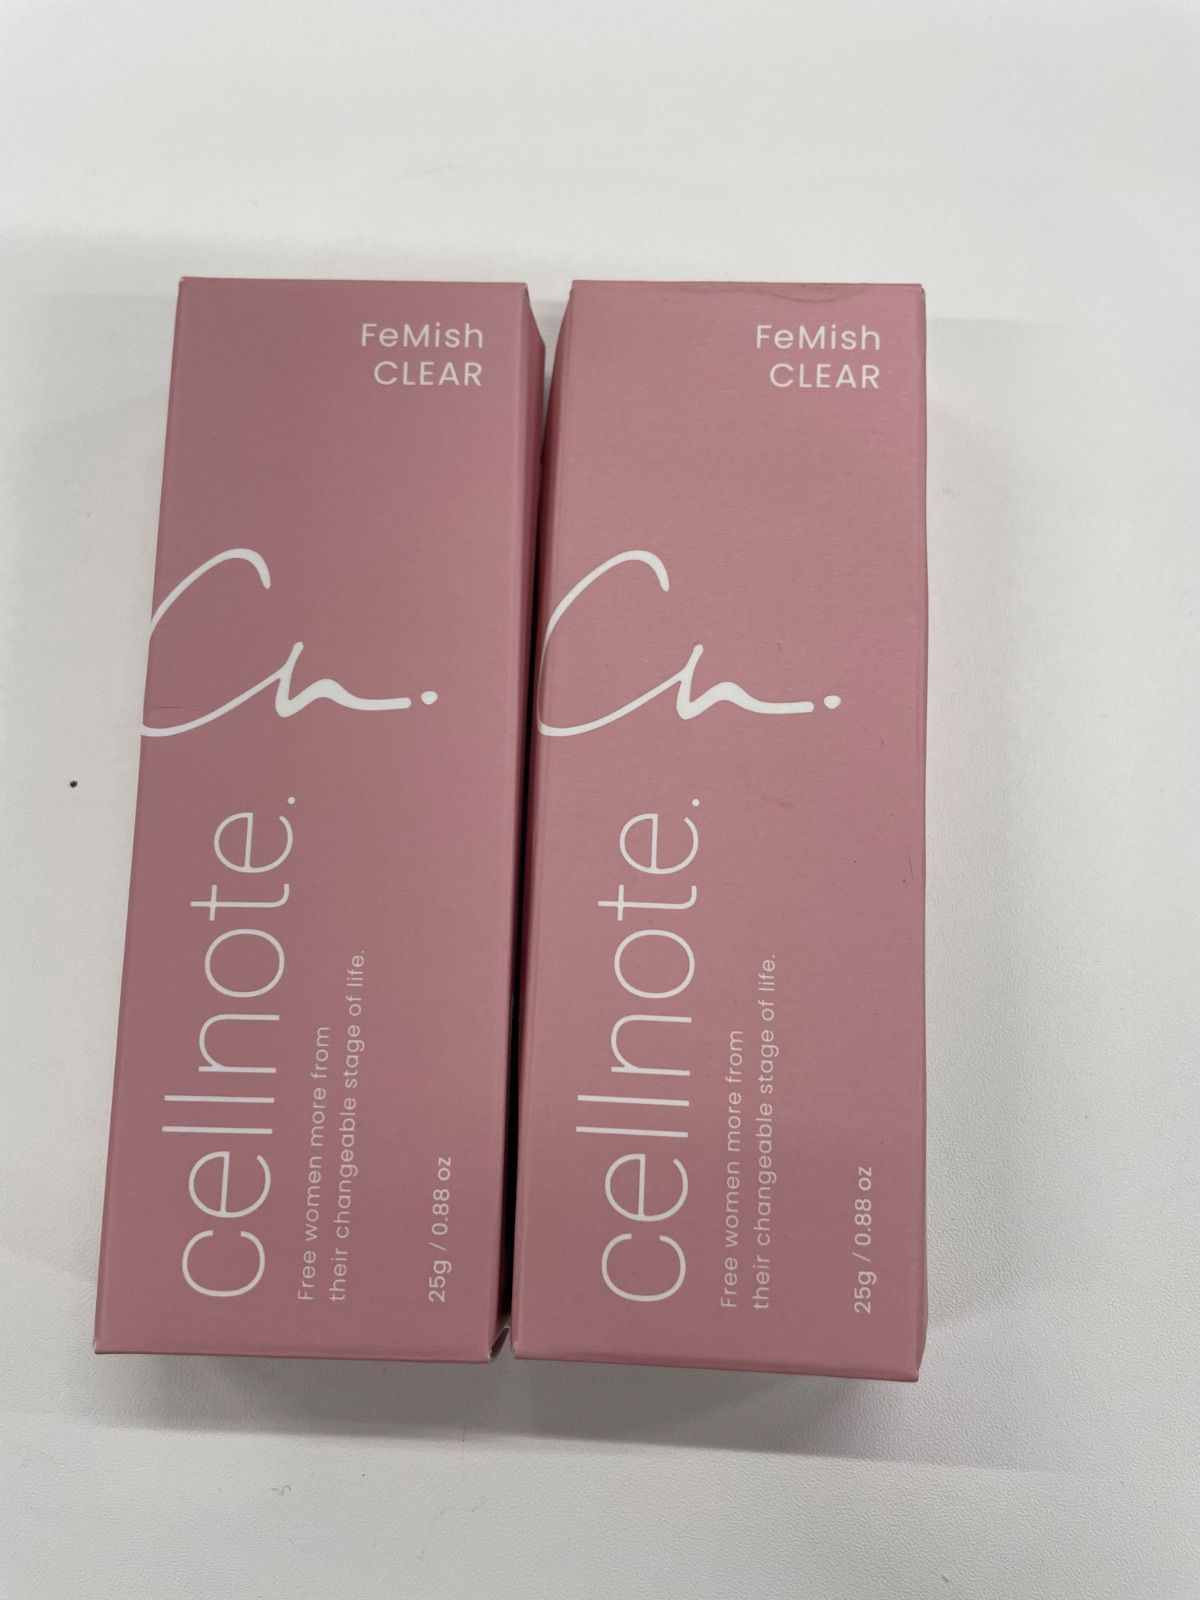 FeMish
CLEAR
Cn.
cellnote.
Free women more from
their changeable stage of life.
25g / 0.88 oz
FeMish
CLEAR
Cn.
cellnote.
Free women more from
their changeable stage of life.
25g / 0.88 oz